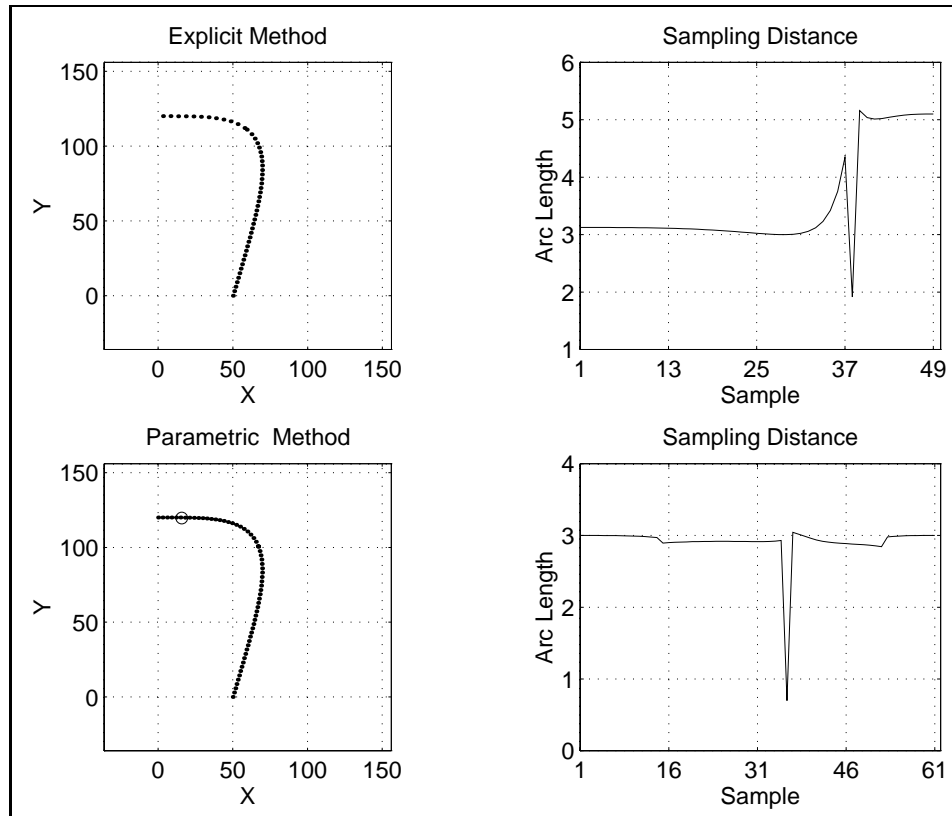 Explicit Method
150
100
50
0
Y
0 50 100 150
X
Sampling Distance
6
5
4
3
2
1
Arc Length
1 13 25 37 49
Sample
Parametric Method
150
100
50
0
Y
0 50 100 150
X
Sampling Distance
4
3
2
1
0
Arc Length
1 16 31 46 61
Sample